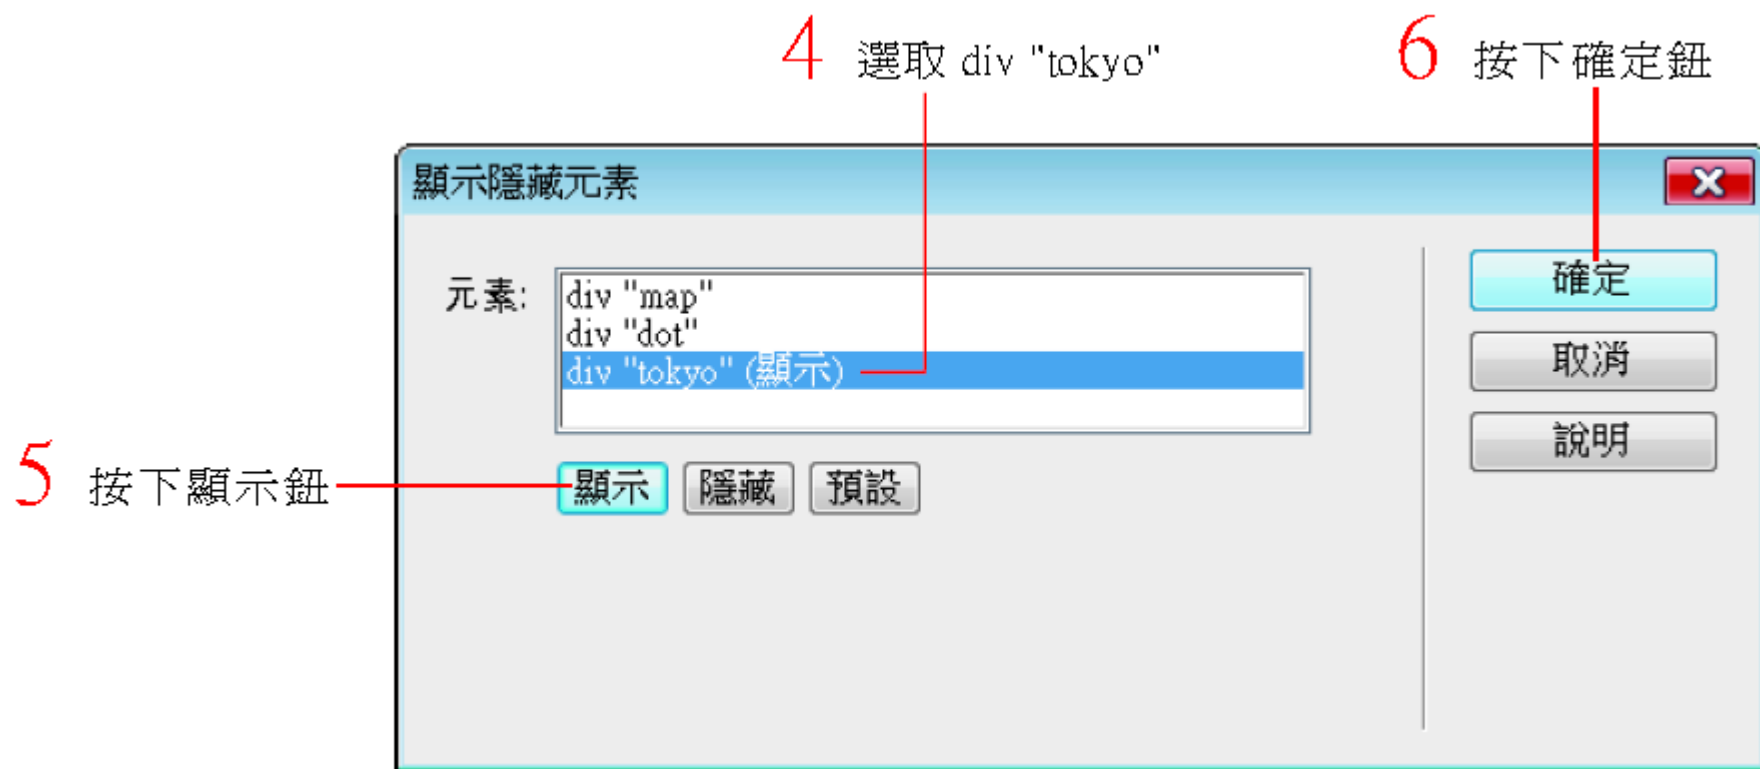 4 選取 div "tokyo"
6 按下確定鈕
顯示隱藏元素
元素:
div "map"
div "dot"
div "tokyo" (顯示)
確定
取消
說明
5 按下顯示鈕
顯示 隱藏 預設